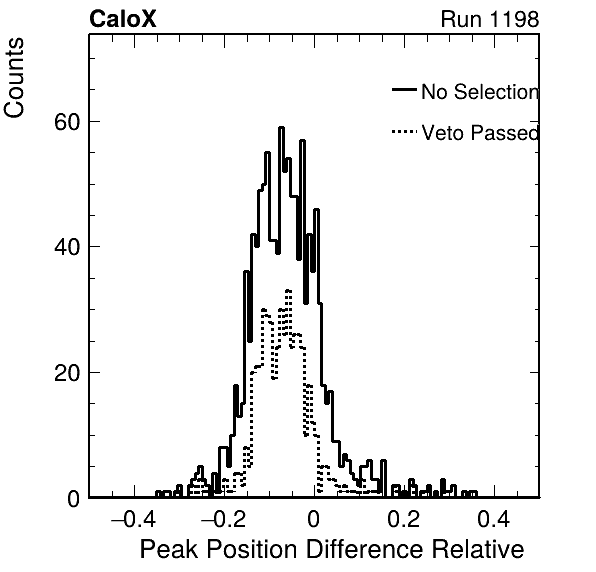 CaloX Run 1198
Counts
No Selection
Veto Passed
60
40
20
0
−0.4 −0.2 0 0.2 0.4
Peak Position Difference Relative